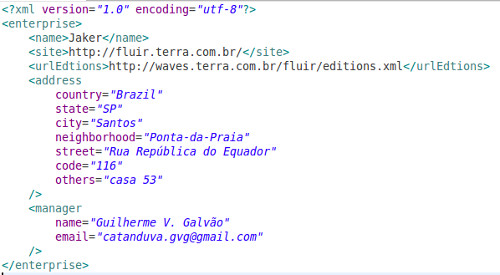 <?xml version="1.0" encoding="utf-8"?>
<enterprise>
<name>Jaker</name>
<site>http://fluir.terra.com.br/</site>
<urlEdtions>http://waves.terra.com.br/fluir/editions.xml</urlEdtions>
<address
country="Brazil"
state="SP"
city="Santos"
neighborhood="Ponta-da-Praia"
street="Rua República do Equador"
code="116"
others="casa 53"
/>
<manager
name="Guilherme V. Galvão"
email="catanduva.gvg@gmail.com"
/>
</enterprise>